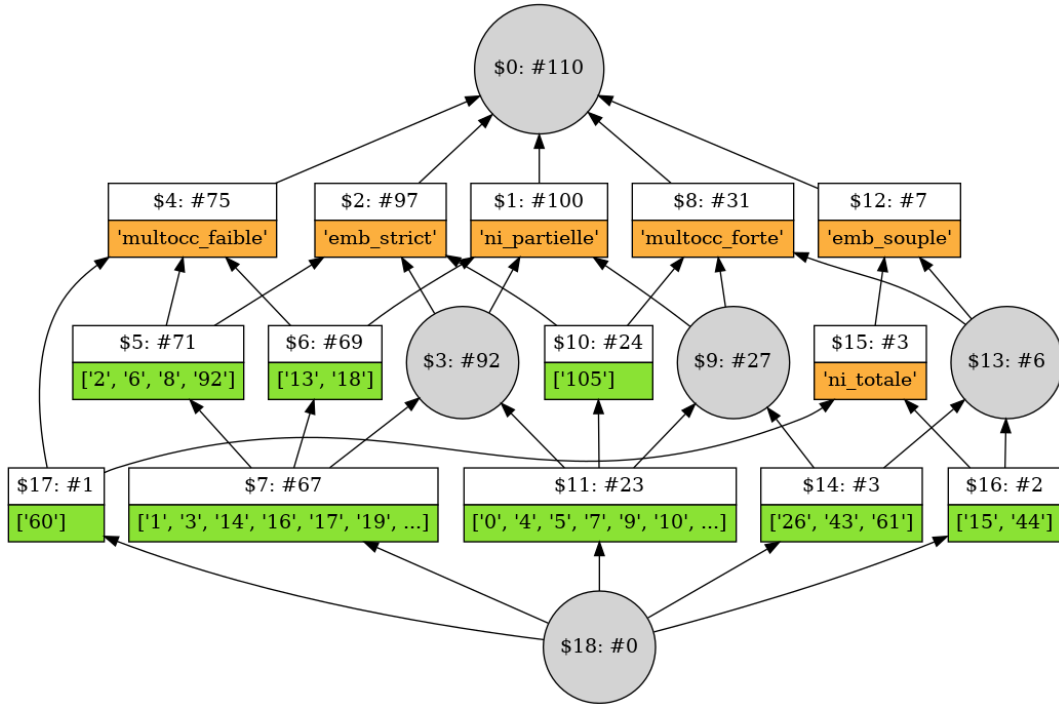 $0: #110
$4: #75
'multocc_faible'
$2: #97
'emb_strict'
$1: #100
'ni_partielle'
$8: #31
'multocc_forte'
$12: #7
'emb_souple'
$5: #71
['2', '6', '8', '92']
$6: #69
['13', '18']
$3: #92
$10: #24
['105']
$9: #27
$15: #3
'ni_totale'
$13: #6
$17: #1
['60']
$7: #67
['1', '3', '14', '16', '17', '19', ...]
$11: #23
['0', '4', '5', '7', '9', '10', ...]
$14: #3
['26', '43', '61']
$16: #2
['15', '44']
$18: #0